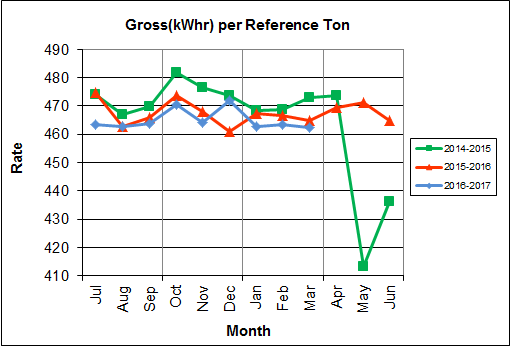 Gross(kWhr) per Reference Ton
490
480
470
460
450
440
430
420
410
Rate
Jul
Aug
Sep
Oct
Nov
Dec
Jan
Feb
Mar
Apr
May
Jun
Month
2014-2015
2015-2016
2016-2017